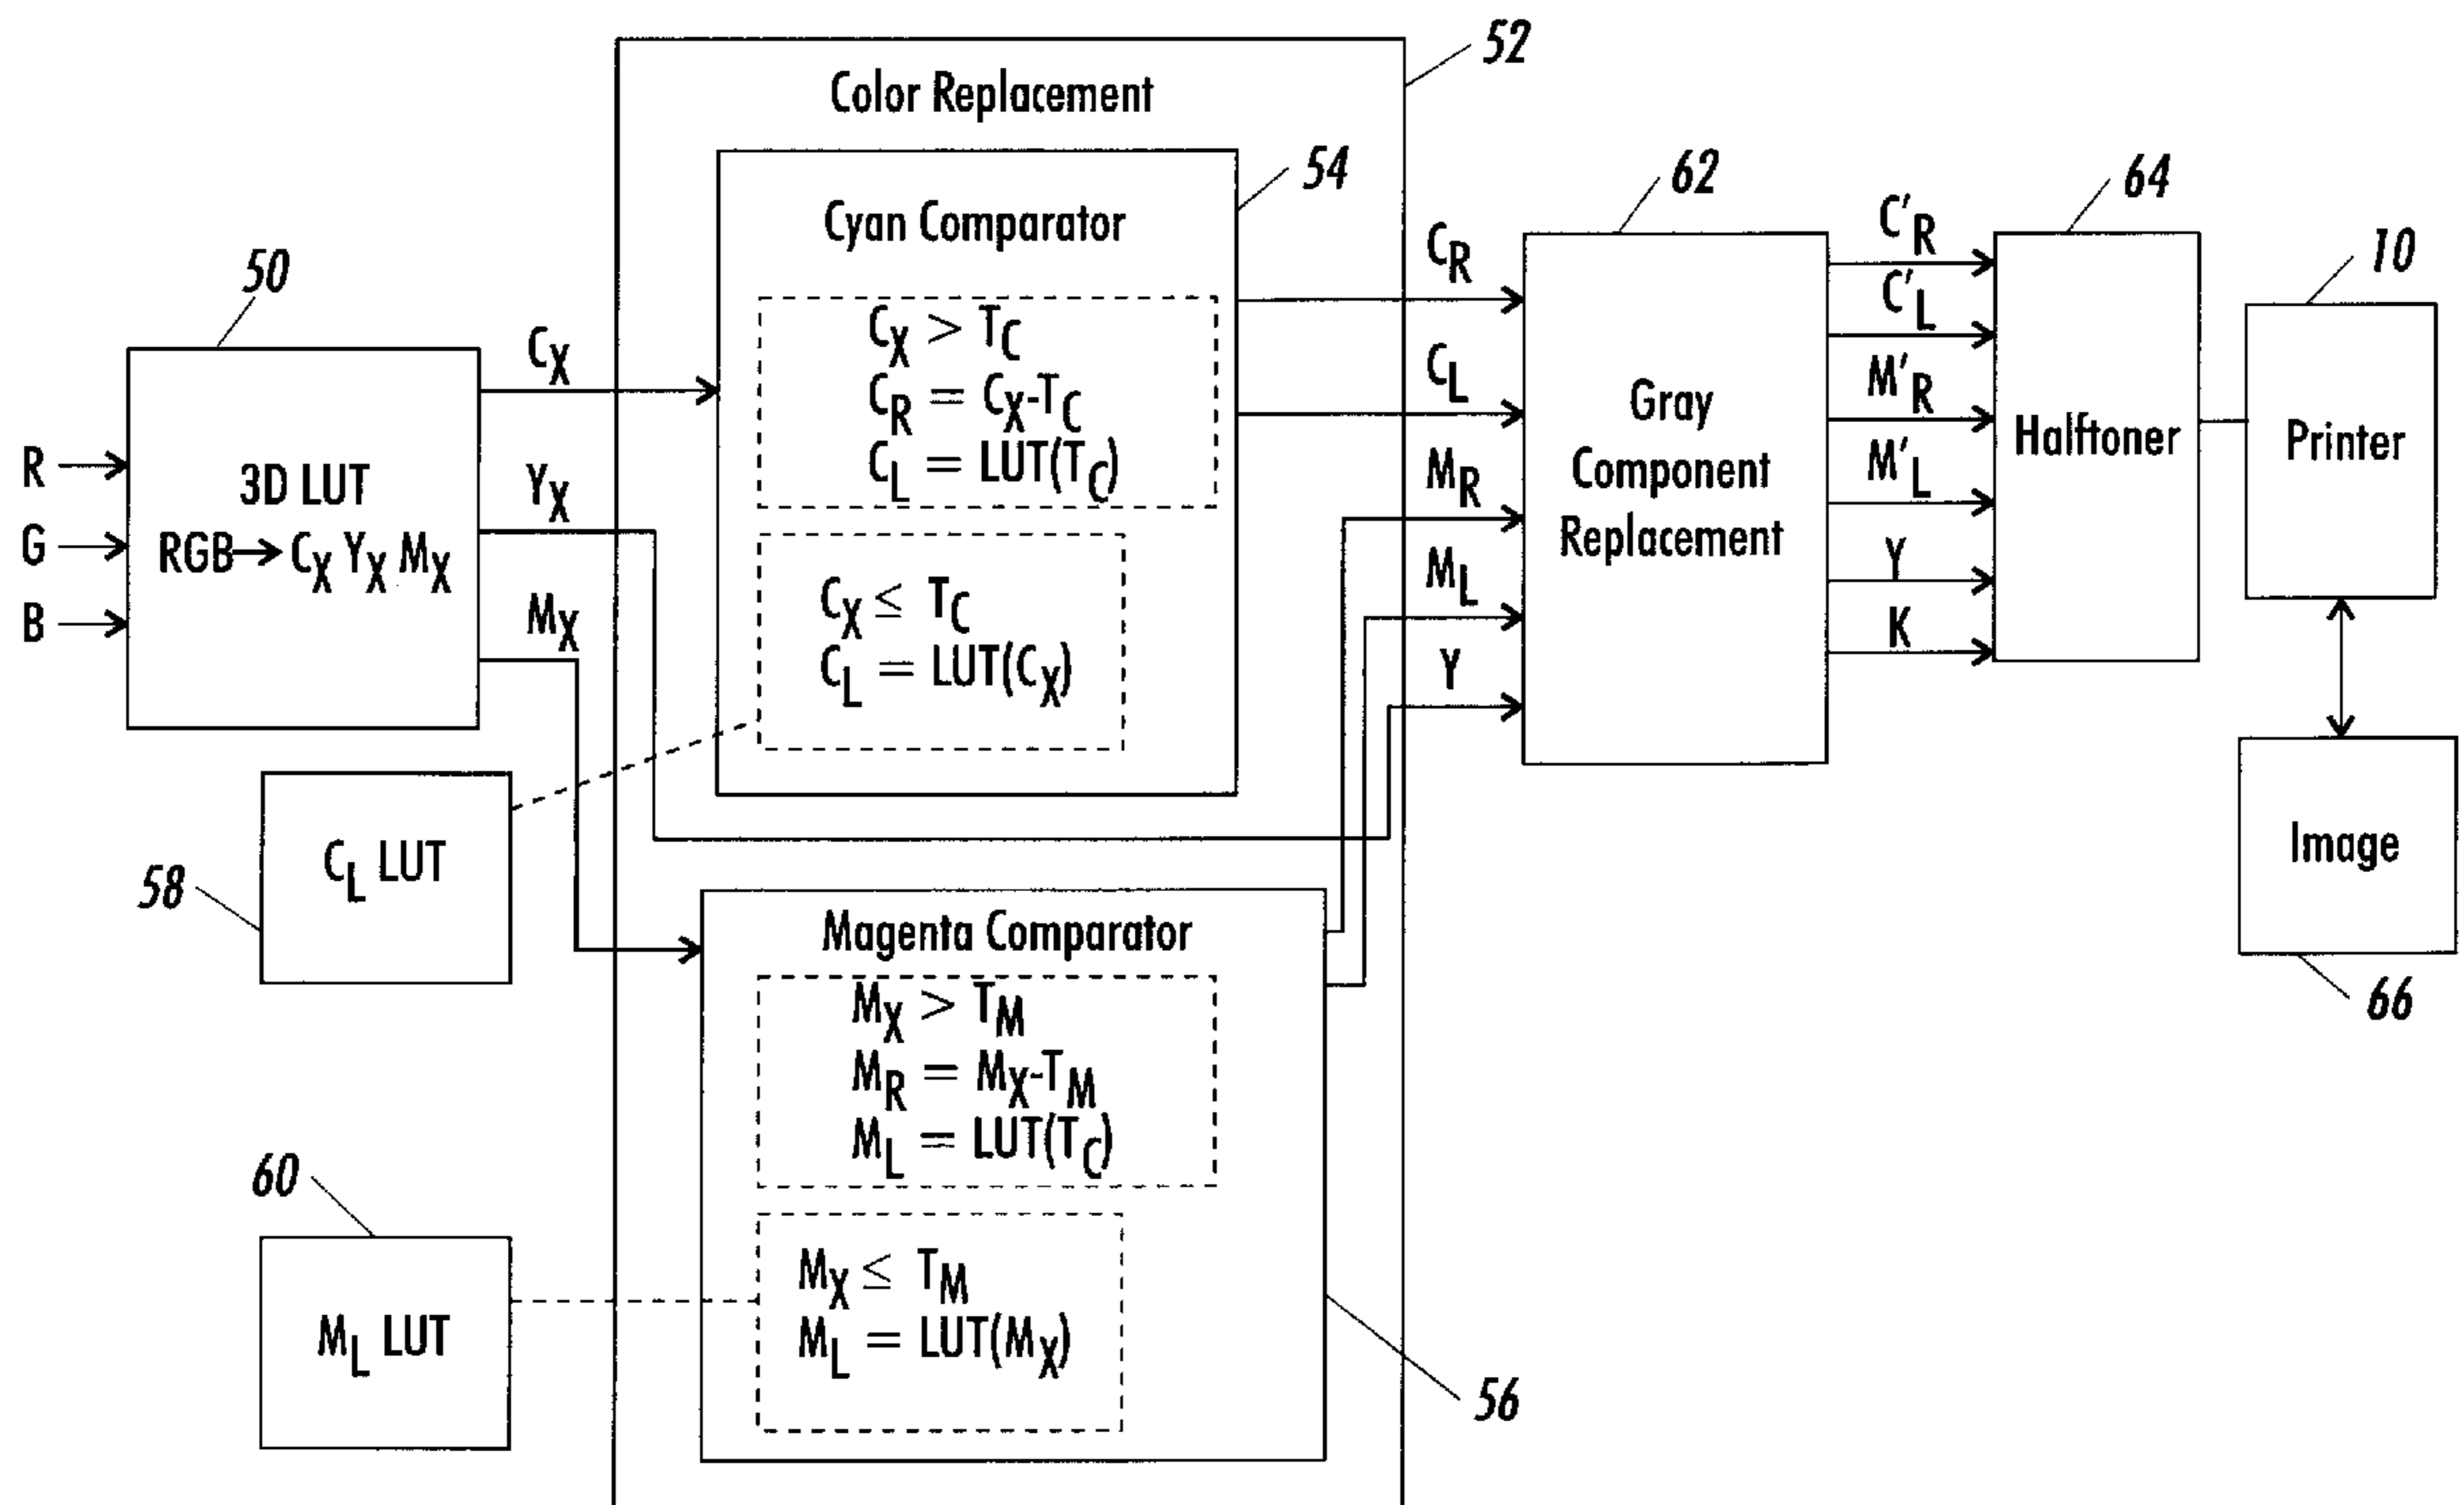 52
Color Replacement
54
Cyan Comparator
C_X > T_C
C_R = C_X-T_C
C_L = LUT(T_C)
C_X ≤ T_C
C_L = LUT(C_X)
50
3D LUT
RGB→ C_X Y_X M_X
R
G
B
C_X
Y_X
M_X
58
C_L LUT
60
M_L LUT
Magenta Comparator
M_X > T_M
M_R = M_X-T_M
M_L = LUT(T_C)
M_X ≤ T_M
M_L = LUT(M_X)
56
C_R
C_L
M_R
M_L
Y
62
Gray
Component
Replacement
C'_R
C'_L
M'_R
M'_L
Y
K
64
Halftoner
10
Printer
Image
66